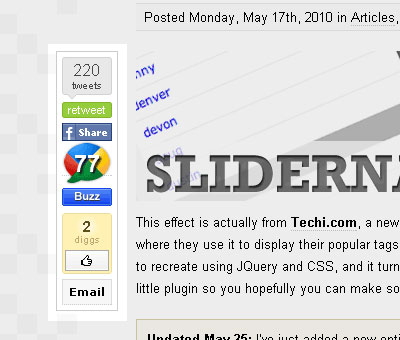 Posted Monday, May 17th, 2010 in Articles,
220
tweets
retweet
f Share
77
Buzz
2
diggs
Email
denver
devon
SLIDERNA
This effect is actually from Techi.com, a new
where they use it to display their popular tags
to recreate using JQuery and CSS, and it turn
little plugin so you hopefully you can make so
Updated May 25: I've just added a new